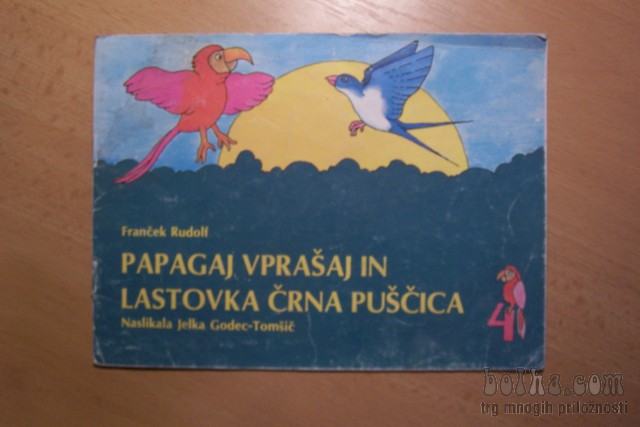 Franček Rudolf
PAPAGAJ VPRAŠAJ IN
LASTOVKA ČRNA PUŠČICA
Naslikala Jelka Godec-Tomšič
4
bolha.com
trg mnogih priložnosti